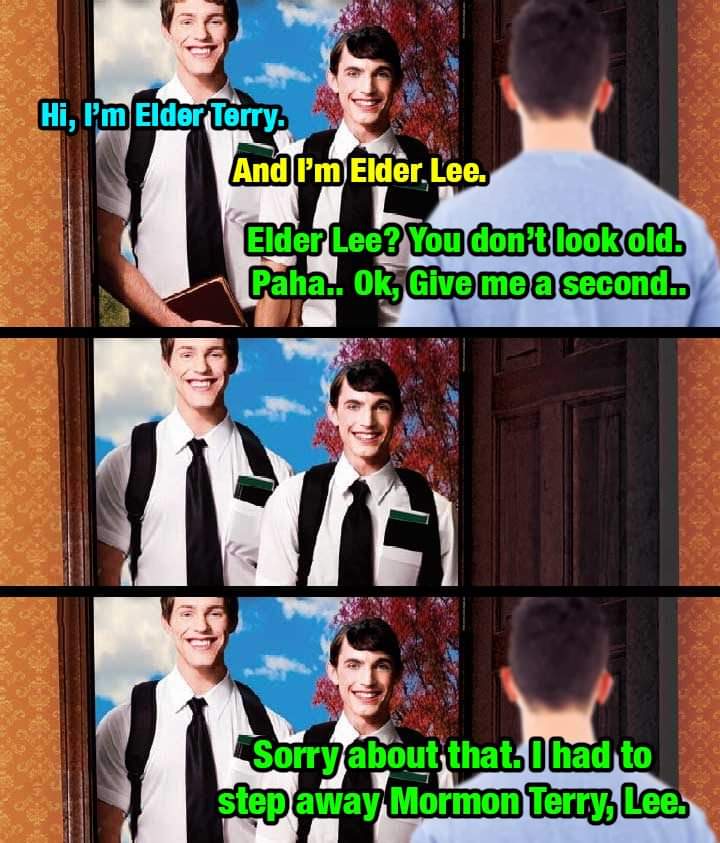 Hi, I'm Elder Terry.
And I'm Elder Lee.
Elder Lee? You don't look old.
Paha.. Ok, Give me a second..
Sorry about that. I had to
step away Mormon Terry, Lee.